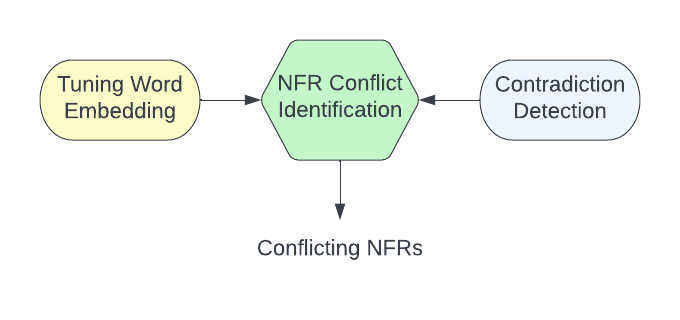 Tuning Word
Embedding
NFR Conflict
Identification
Contradiction
Detection
Conflicting NFRs